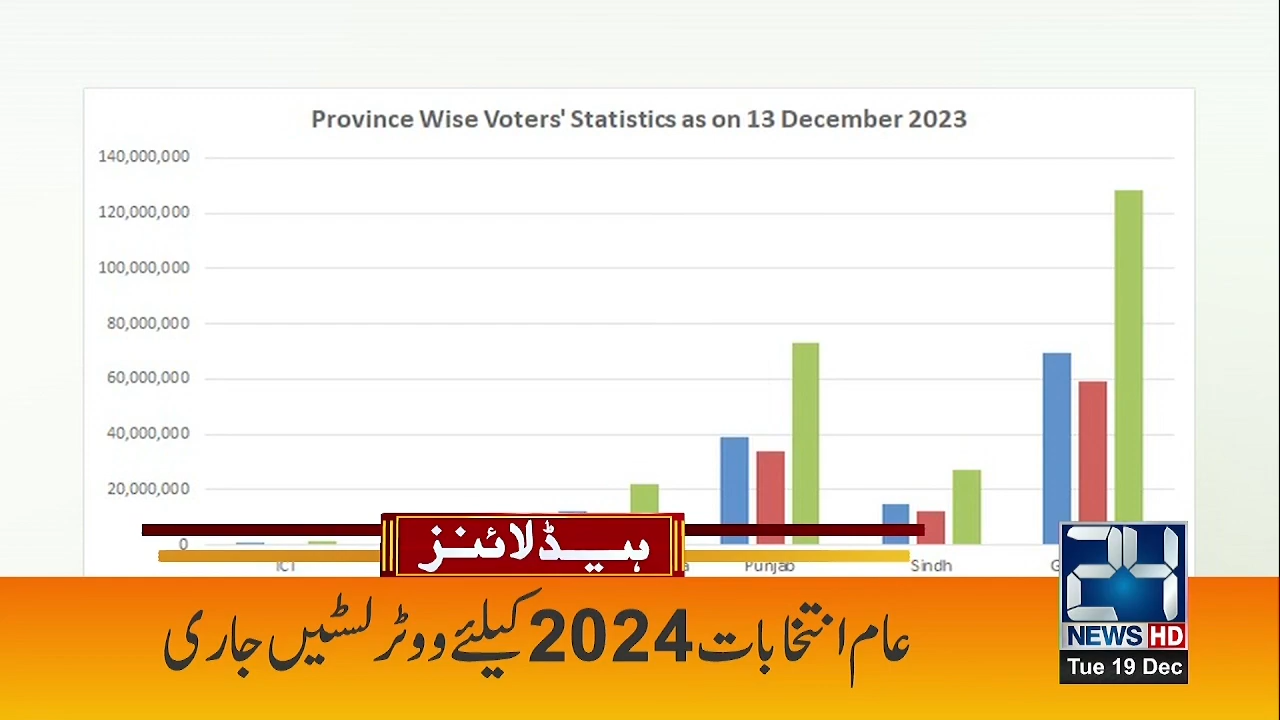 Province Wise Voters' Statistics as on 13 December 2023
140,000,000
120,000,000
100,000,000
80,000,000
60,000,000
40,000,000
20,000,000
0
ICT
Punjab
Sindh
ہیڈلائنز
عام انتخابات 2024 کیلئے ووٹر لسٹیں جاری
24
NEWS HD
Tue 19 Dec